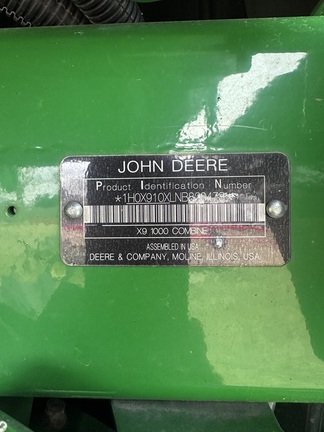 JOHN DEERE
Product Identification Number
X9 1000 COMBINE
ASSEMBLED IN USA
DEERE & COMPANY, MOLINE, ILLINOIS, USA